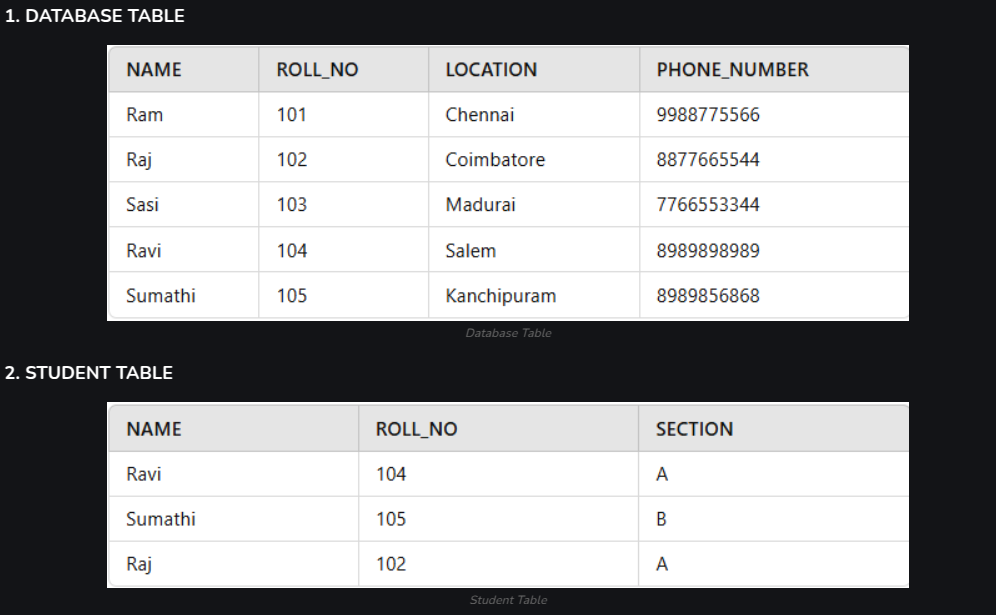 1. DATABASE TABLE
NAME ROLL_NO LOCATION PHONE_NUMBER
Ram 101 Chennai 9988775566
Raj 102 Coimbatore 8877665544
Sasi 103 Madurai 7766553344
Ravi 104 Salem 8989898989
Sumathi 105 Kanchipuram 8989856868
Database Table
2. STUDENT TABLE
NAME ROLL_NO SECTION
Ravi 104 A
Sumathi 105 B
Raj 102 A
Student Table